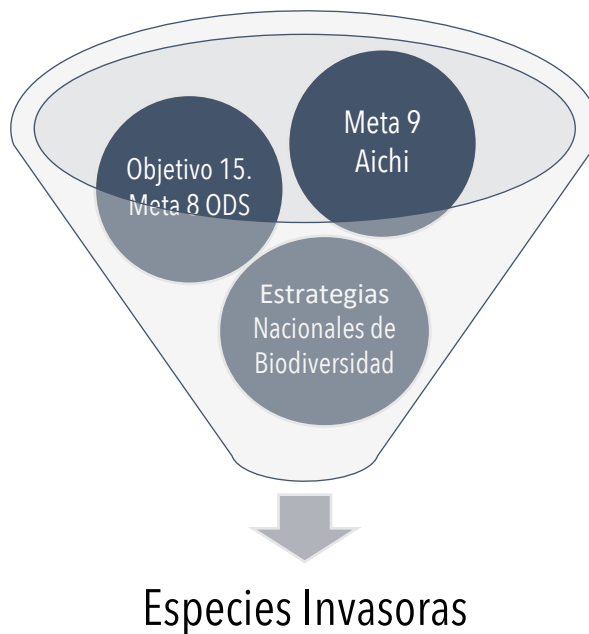 Objetivo 15.
Meta 8 ODS
Meta 9
Aichi
Estrategias
Nacionales de
Biodiversidad
Especies Invasoras